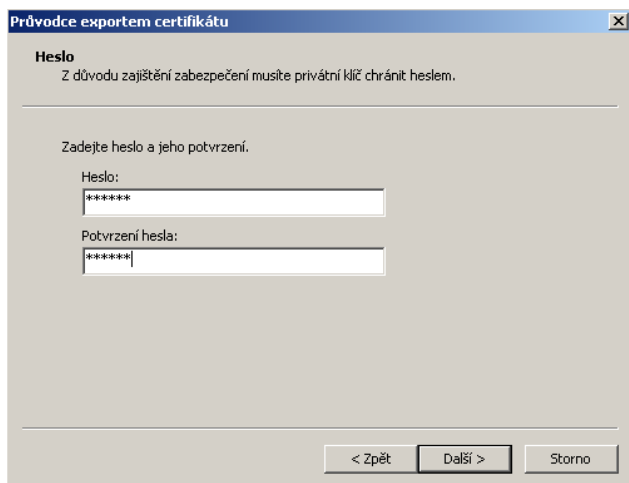 Průvodce exportem certifikátu
Heslo
Z důvodu zajištění zabezpečení musíte privátní klíč chránit heslem.
Zadejte heslo a jeho potvrzení.
Heslo:
******
Potvrzení hesla:
******
< Zpět
Další >
Storno